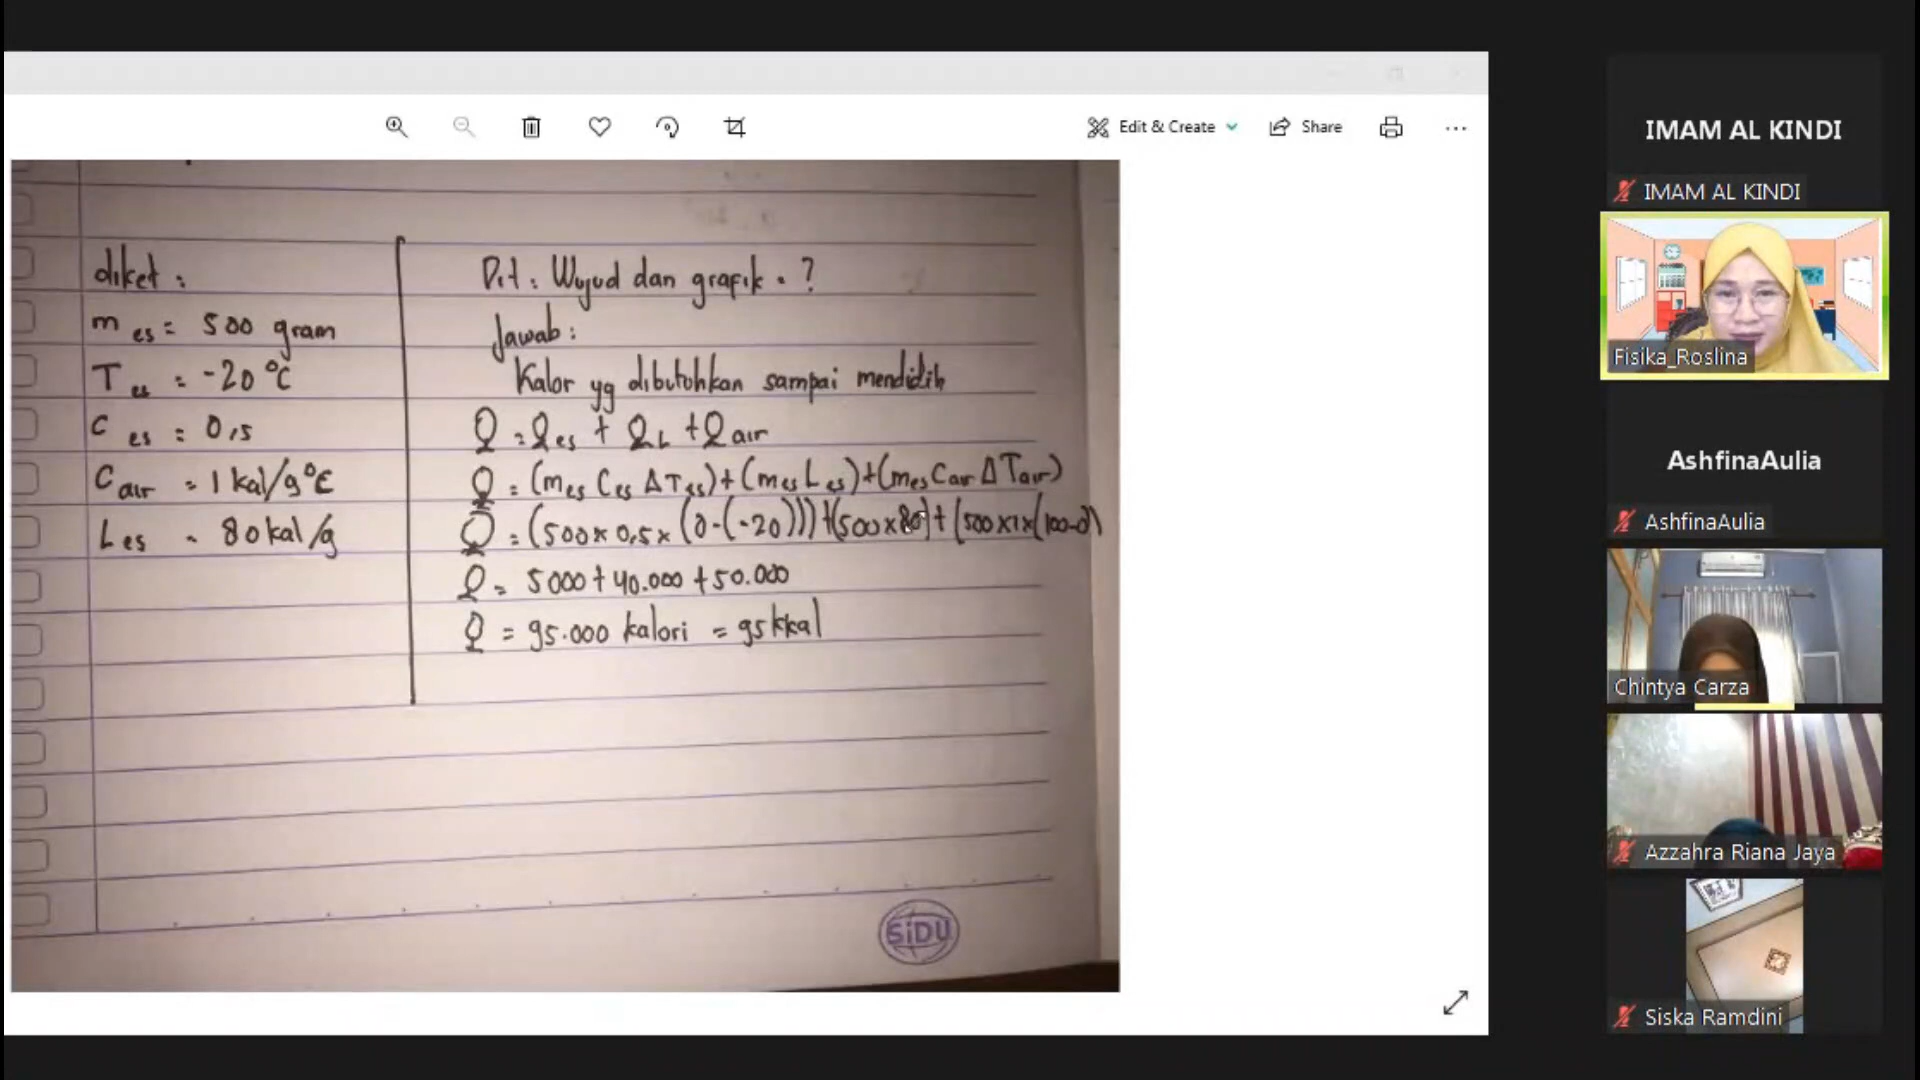 Edit & Create
Share
diket :
m es = 500 gram
T es = -20 °C
C es = 0,5
C air = 1 kal/g°C
L es = 80 kal/g
Dit : Wujud dan grafik . ?
Jawab :
Kalor yg dibutuhkan sampai mendidih
Q = Qes + QL + Qair
Q = (mes Ces ΔTes) + (mes Les) + (mes Cair ΔTair)
Q = (500 x 0,5 x (0-(-20))) + (500 x 80) + (500 x 1 x (100-0)
Q = 5000 + 40.000 + 50.000
Q = 95.000 kalori = 95 kkal
SiDU
IMAM AL KINDI
IMAM AL KINDI
Fisika_Roslina
AshfinaAulia
AshfinaAulia
Chintya Carza
Azzahra Riana Jaya
Siska Ramdini